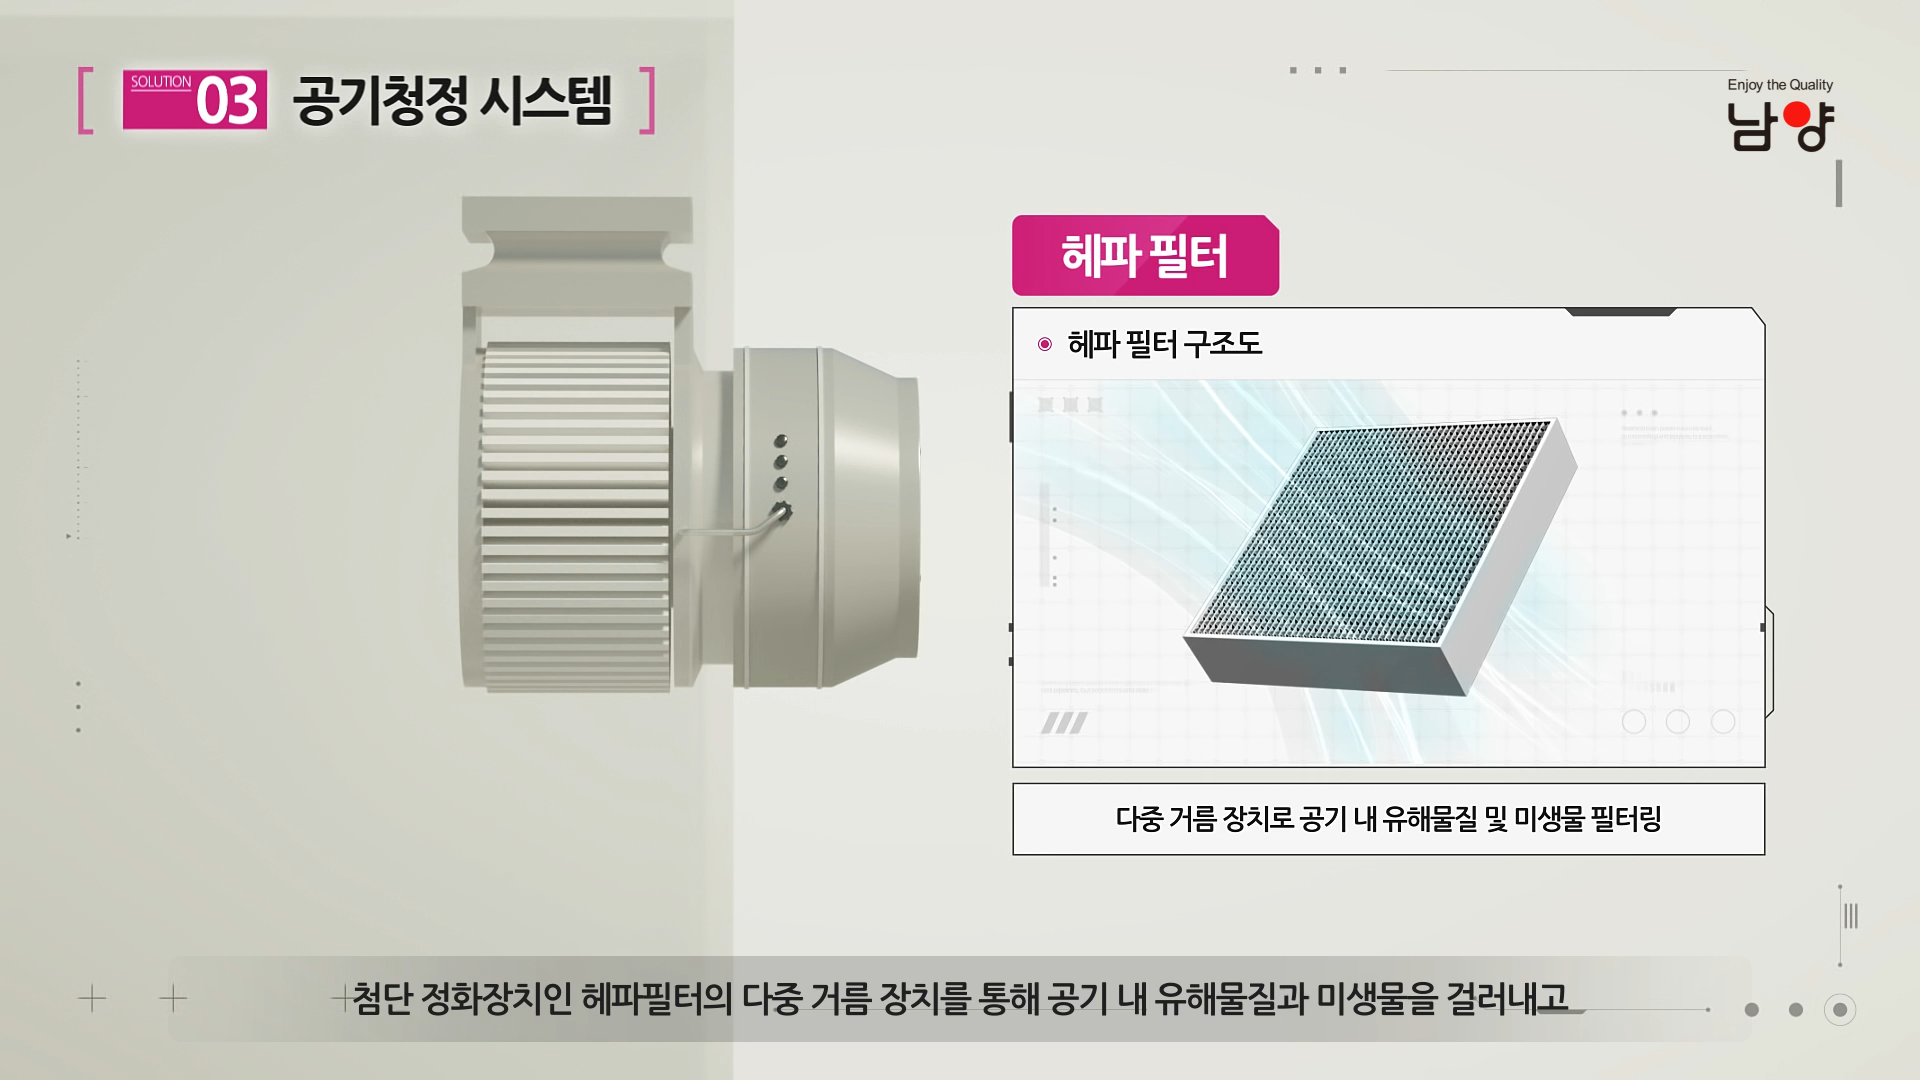 SOLUTION 03 공기청정 시스템
Enjoy the Quality
남양
헤파 필터
헤파 필터 구조도
다중 거름 장치로 공기 내 유해물질 및 미생물 필터링
첨단 정화장치인 헤파필터의 다중 거름 장치를 통해 공기 내 유해물질과 미생물을 걸러내고